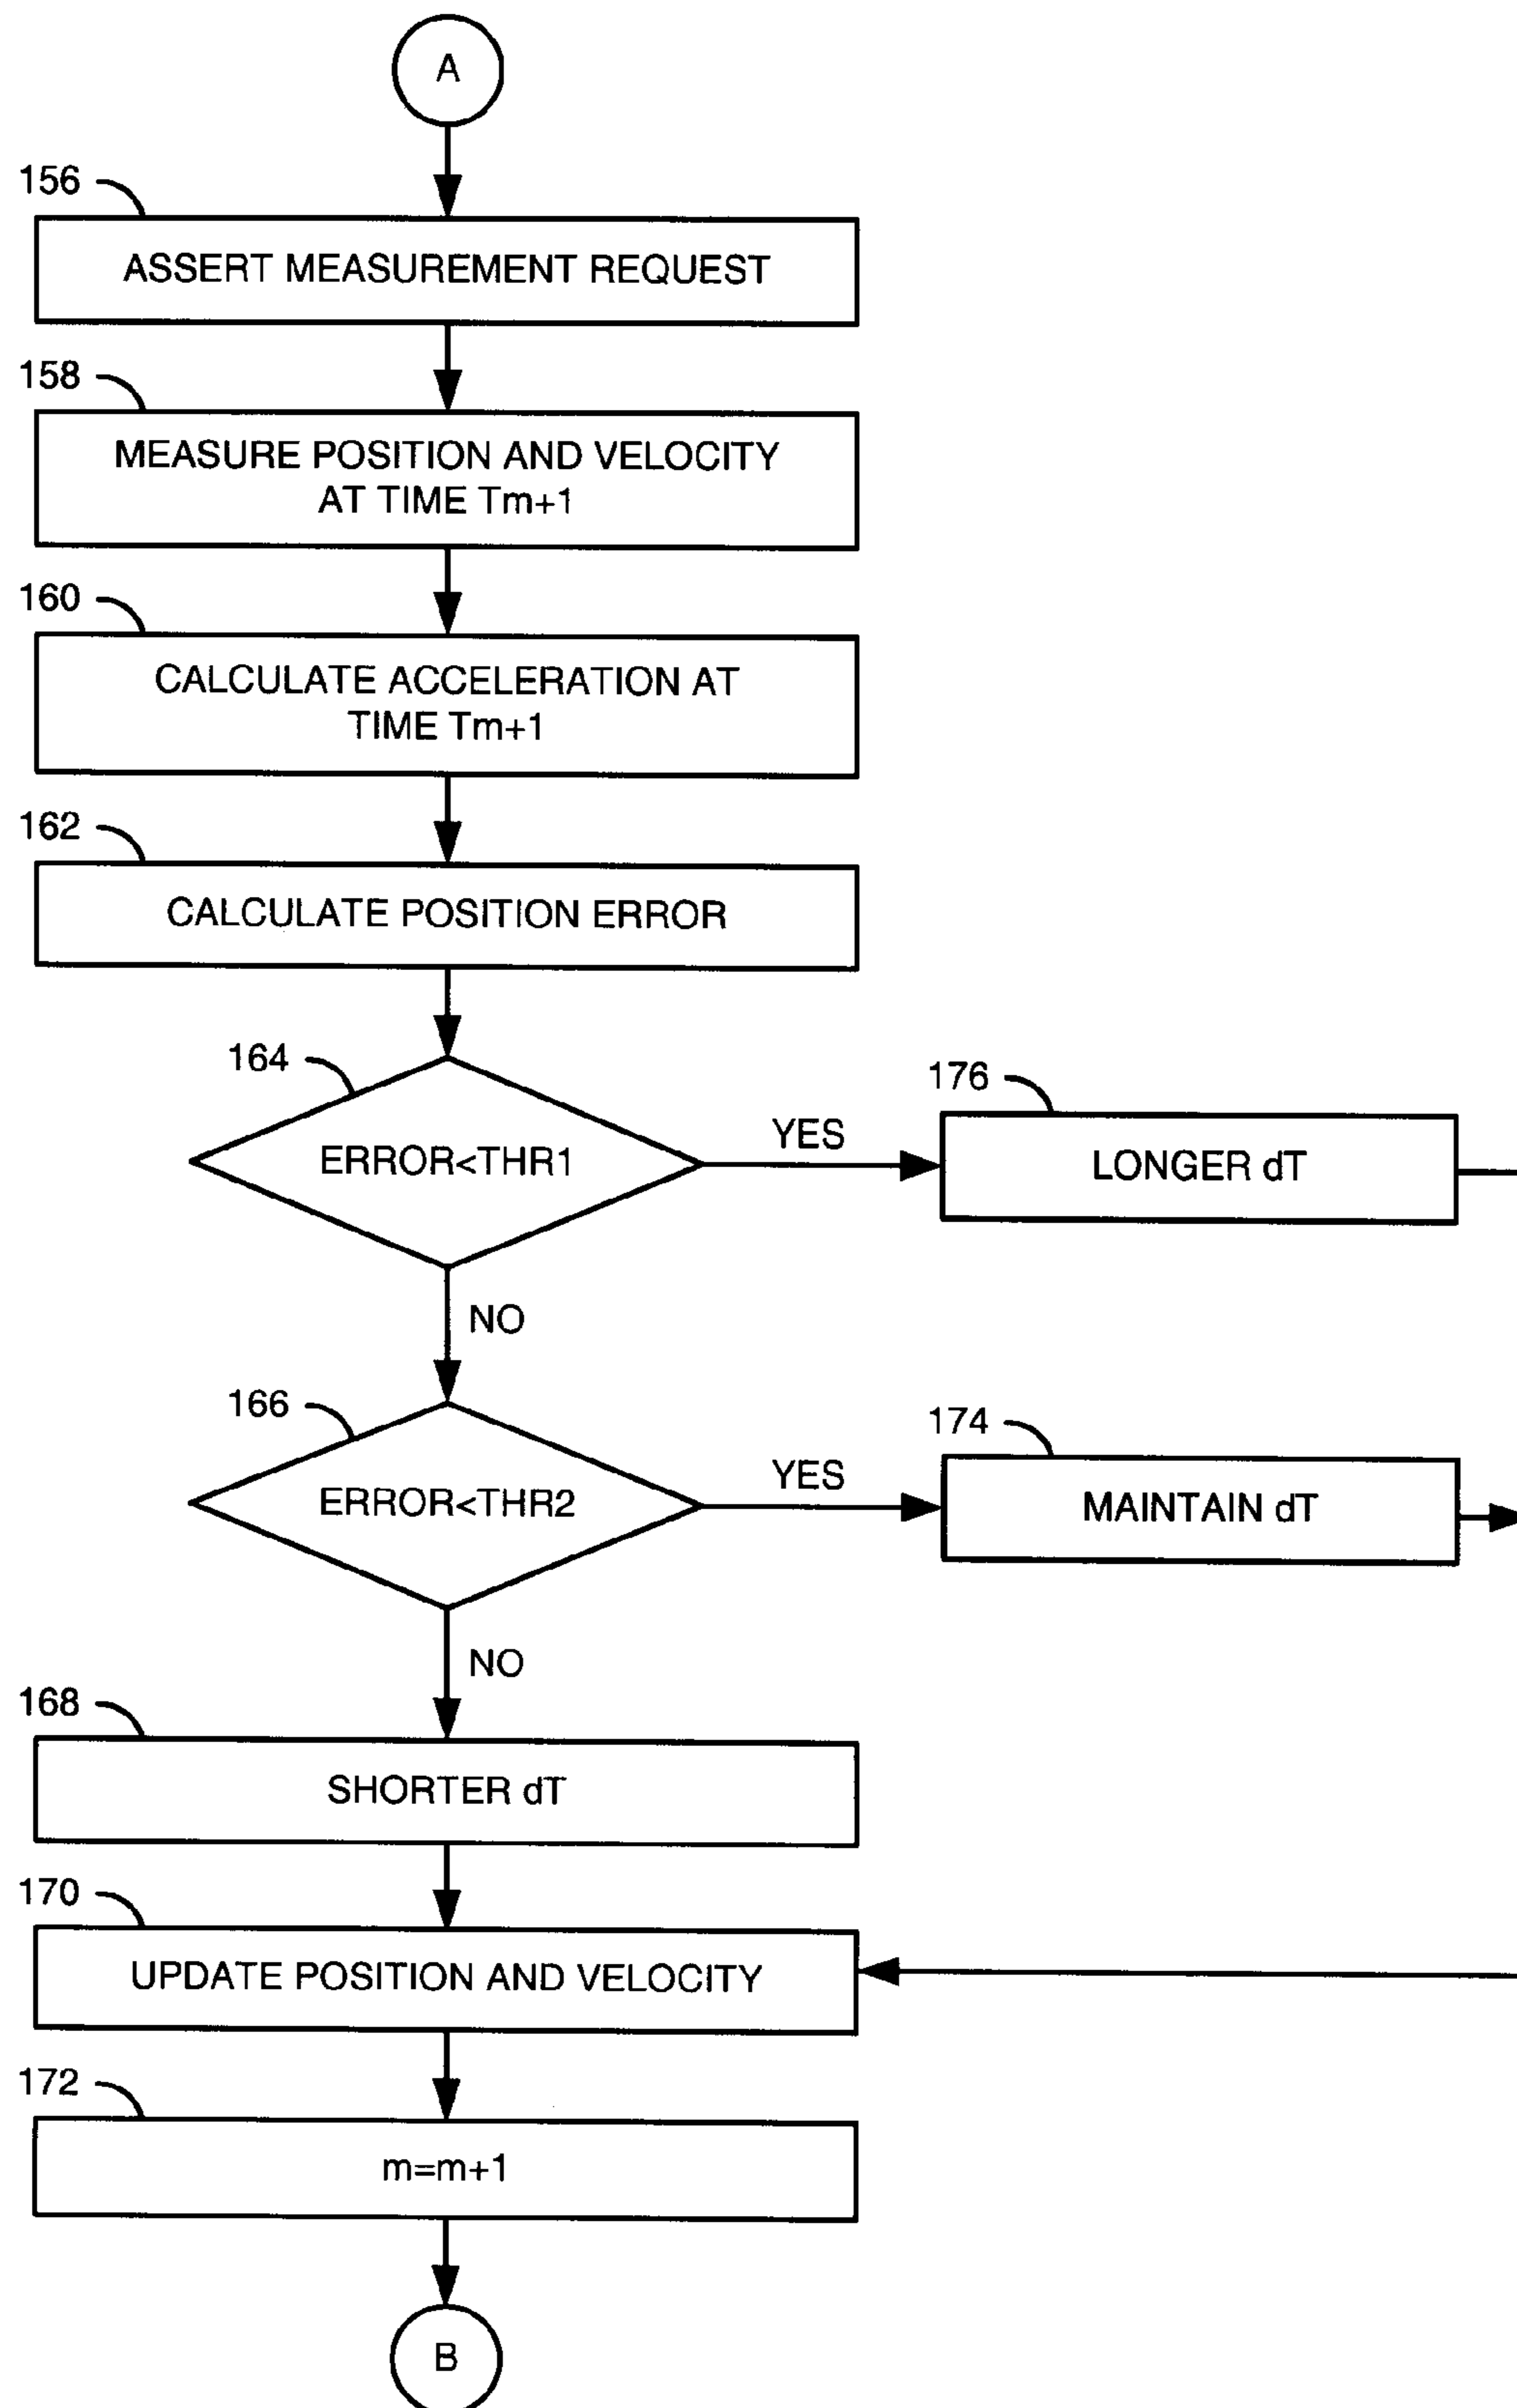 A
156
ASSERT MEASUREMENT REQUEST
158
MEASURE POSITION AND VELOCITY
AT TIME Tm+1
160
CALCULATE ACCELERATION AT
TIME Tm+1
162
CALCULATE POSITION ERROR
164
ERROR<THR1
YES
176
LONGER dT
NO
166
ERROR<THR2
YES
174
MAINTAIN dT
NO
168
SHORTER dT
170
UPDATE POSITION AND VELOCITY
172
m=m+1
B